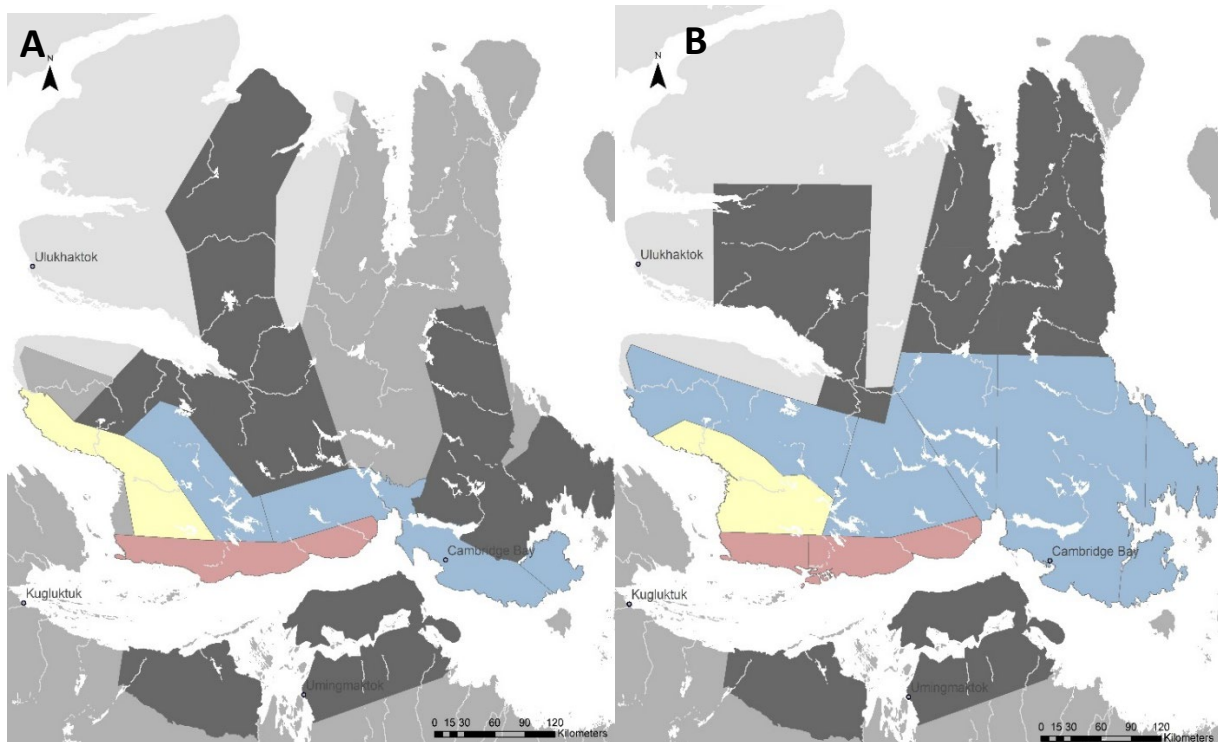 A
N
Ulukhaktok
Cambridge Bay
Kugluktuk
Umingmaktok
0 15 30 60 90 120
Kilometers
B
N
Ulukhaktok
Cambridge Bay
Kugluktuk
Umingmaktok
0 15 30 60 90 120
Kilometers